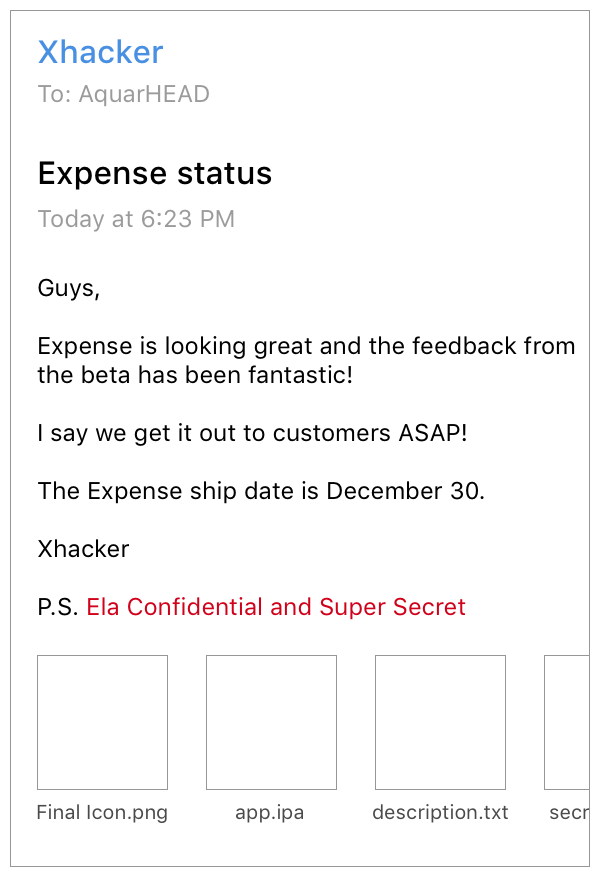 Xhacker
To: AquarHEAD
Expense status
Today at 6:23 PM
Guys,
Expense is looking great and the feedback from
the beta has been fantastic!
I say we get it out to customers ASAP!
The Expense ship date is December 30.
Xhacker
P.S. Ela Confidential and Super Secret
Final Icon.png app.ipa description.txt secr